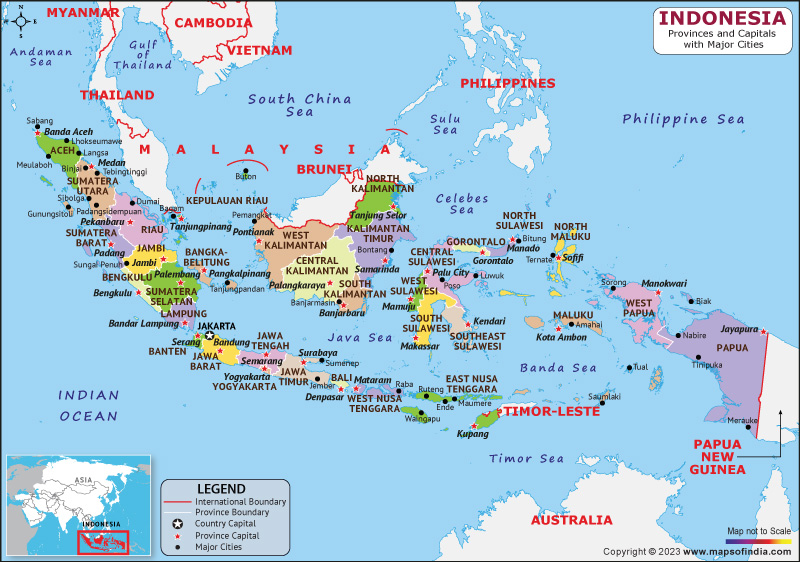 INDONESIA
Provinces and Capitals
with Major Cities
N
W
E
S
MYANMAR
CAMBODIA
VIETNAM
THAILAND
PHILIPPINES
MALAYSIA
BRUNEI
Andaman
Sea
Gulf
of
Thailand
South China
Sea
Sulu
Sea
Philippine Sea
Celebes
Sea
Sabang
Banda Aceh
Lhokseumawe
ACEH
Langsa
Meulaboh
Binjai
Medan
Tebingtinggi
SUMATERA
UTARA
Sibolga
Gunungsitoli
Padangsidempuan
Pekanbaru
Dumai
Batam
KEPULAUAN RIAU
Tanjungpinang
Buton
SUMATERA
BARAT
RIAU
Padang
JAMBI
Sungai Penuh
Jambi
BENGKULU
Palembang
Bengkulu
SUMATERA
SELATAN
BANGKA-
BELITUNG
Pangkalpinang
Tanjungpandan
LAMPUNG
Bandar Lampung
Pemangkat
Pontianak
WEST
KALIMANTAN
NORTH
KALIMANTAN
Tanjung Selor
KALIMANTAN
TIMUR
Bontang
Samarinda
CENTRAL
KALIMANTAN
Palangkaraya
SOUTH
KALIMANTAN
Banjarmasin
Banjarbaru
NORTH
SULAWESI
Bitung
Manado
GORONTALO
Gorontalo
CENTRAL
SULAWESI
Palu City
Luwuk
Poso
WEST
SULAWESI
Mamuju
SOUTH
SULAWESI
Makassar
Kendari
SOUTHEAST
SULAWESI
NORTH
MALUKU
Ternate
Sofifi
MALUKU
Amahai
Kota Ambon
Sorong
Manokwari
WEST
PAPUA
Biak
Jayapura
Nabire
PAPUA
Timika
Tual
Merauke
JAKARTA
Serang
BANTEN
Bandung
JAWA
BARAT
JAWA
TENGAH
Semarang
Yogyakarta
YOGYAKARTA
Surabaya
Sumenep
JAWA
TIMUR
Jember
BALI
Denpasar
Mataram
WEST NUSA
TENGGARA
Raba
Ruteng
Ende
Maumere
EAST NUSA
TENGGARA
Waingapu
Kupang
TIMOR-LESTE
Saumlaki
Java Sea
Banda Sea
Timor Sea
INDIAN
OCEAN
PAPUA
NEW
GUINEA
AUSTRALIA
ASIA
INDONESIA
LEGEND
International Boundary
Province Boundary
Country Capital
Province Capital
Major Cities
Map not to Scale
Copyright © 2023 www.mapsofindia.com